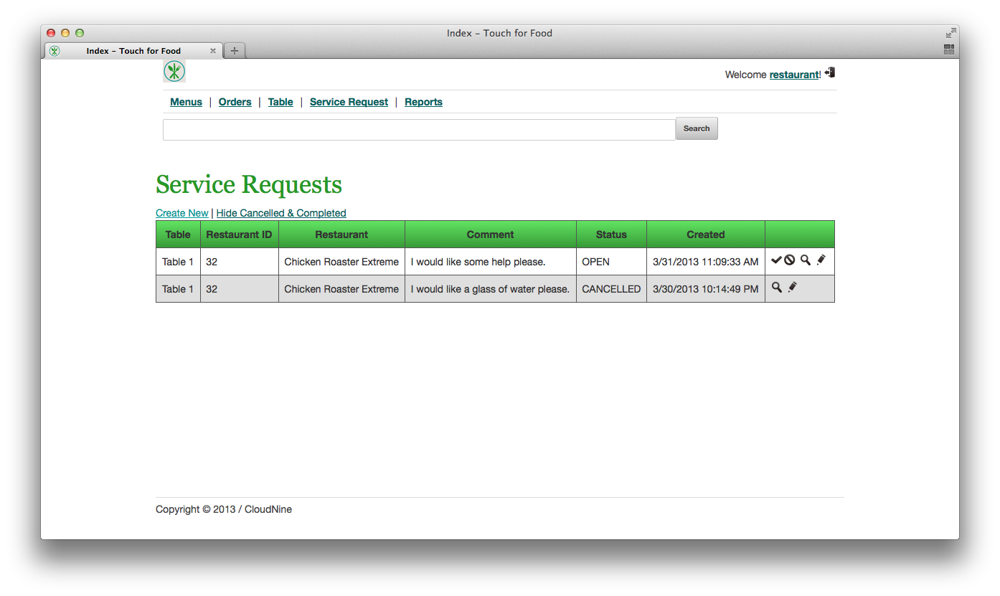 Index – Touch for Food
Index – Touch for Food
Welcome restaurant!
Menus | Orders | Table | Service Request | Reports
Search
Service Requests
Create New | Hide Cancelled & Completed
Table Restaurant ID Restaurant Comment Status Created
Table 1 32 Chicken Roaster Extreme I would like some help please. OPEN 3/31/2013 11:09:33 AM
Table 1 32 Chicken Roaster Extreme I would like a glass of water please. CANCELLED 3/30/2013 10:14:49 PM
Copyright © 2013 / CloudNine